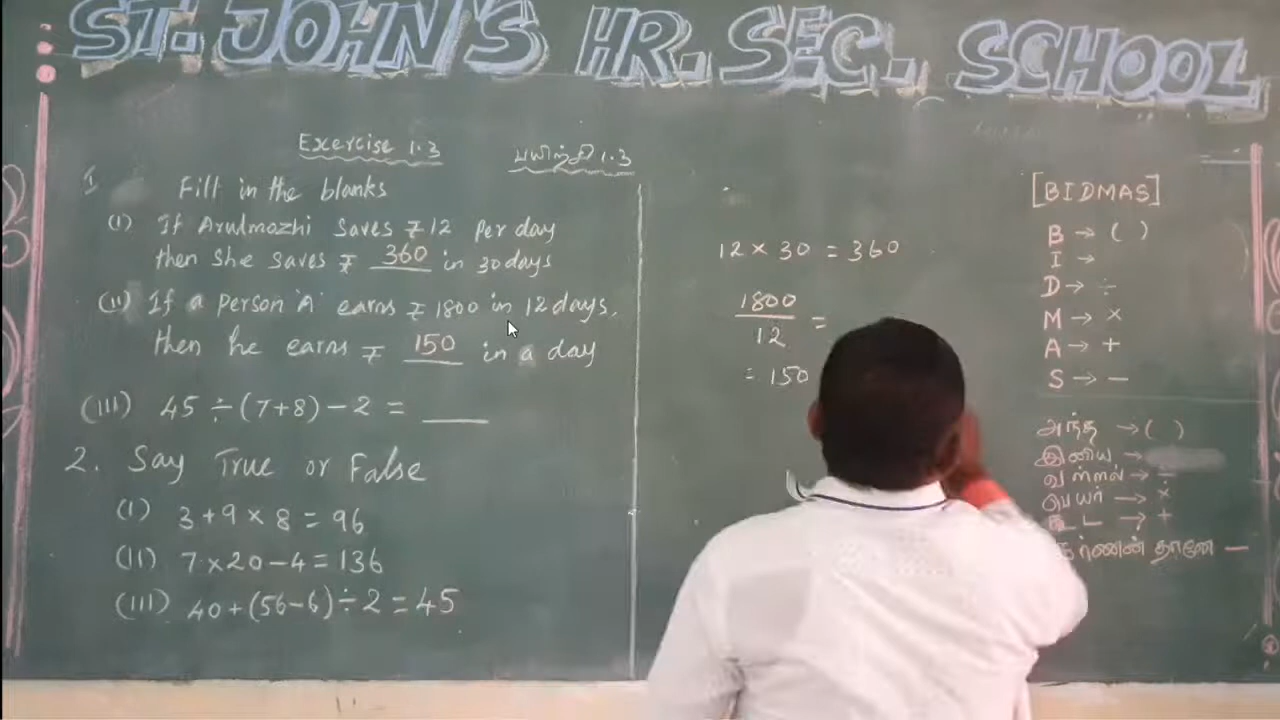 ST. JOHN'S HR. SEC. SCHOOL
Exercise 1.3 பயிற்சி 1.3
I Fill in the blanks
(i) If Arulmozhi saves ₹12 per day
then she saves ₹ 360 in 30 days
(ii) If a person 'A' earns ₹ 1800 in 12 days,
then he earns ₹ 150 in a day
(iii) 45 ÷ (7+8) – 2 = ____
2. Say True or False
(i) 3 + 9 × 8 = 96
(ii) 7 × 20 – 4 = 136
(iii) 40 + (56–6) ÷ 2 = 45
12 × 30 = 360
1800
12 =
= 150
[BIDMAS]
B → ( )
I →
D → ÷
M → ×
A → +
S → –
அந்த → ( )
இனிய →
→ ÷
பெயர் → ×
கூட → +
தானே –